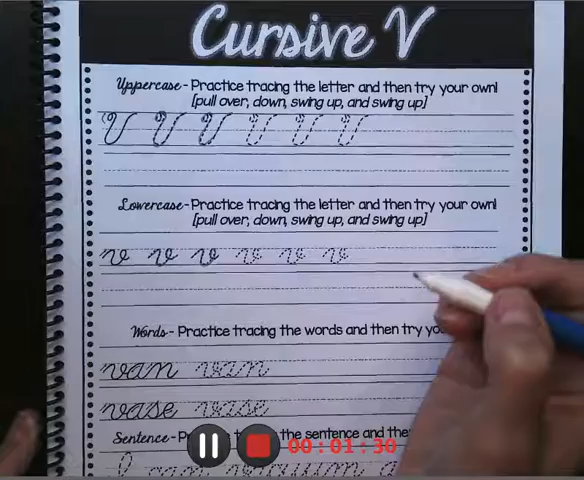 Cursive V
Uppercase - Practice tracing the letter and then try your own!
[pull over, down, swing up, and swing up]
V V V V V V
Lowercase - Practice tracing the letter and then try your own!
[pull over, down, swing up, and swing up]
v v v v v v
Words - Practice tracing the words and then try
van van
vase vase
Sentence - the sentence and
I can vacuum a
00:01:30